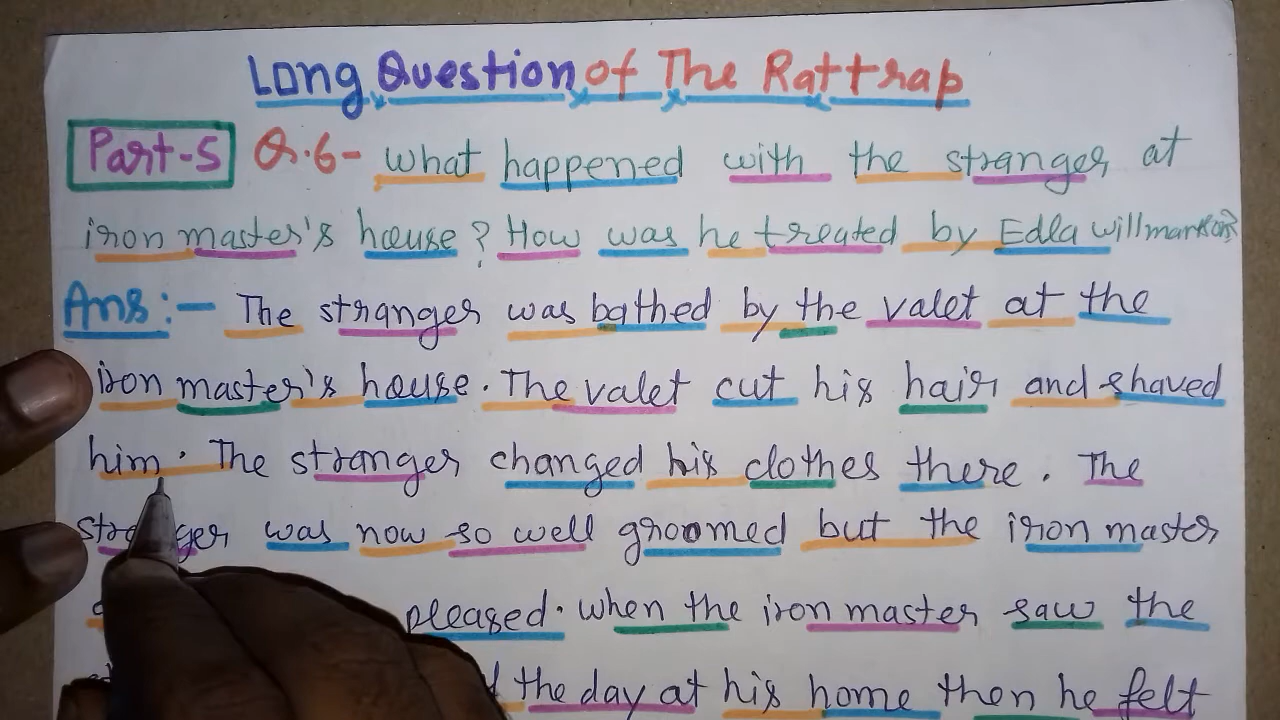 Long Question of The Rattrap
Part-5 Q.6- what happened with the stranger at
iron master's house? How was he treated by Edla willmanson?
Ans:- The stranger was bathed by the valet at the
iron master's house. The valet cut his hair and shaved
him. The stranger changed his clothes there. The
was now so well groomed but the iron master
pleased. when the iron master saw the
the day at his home then he felt